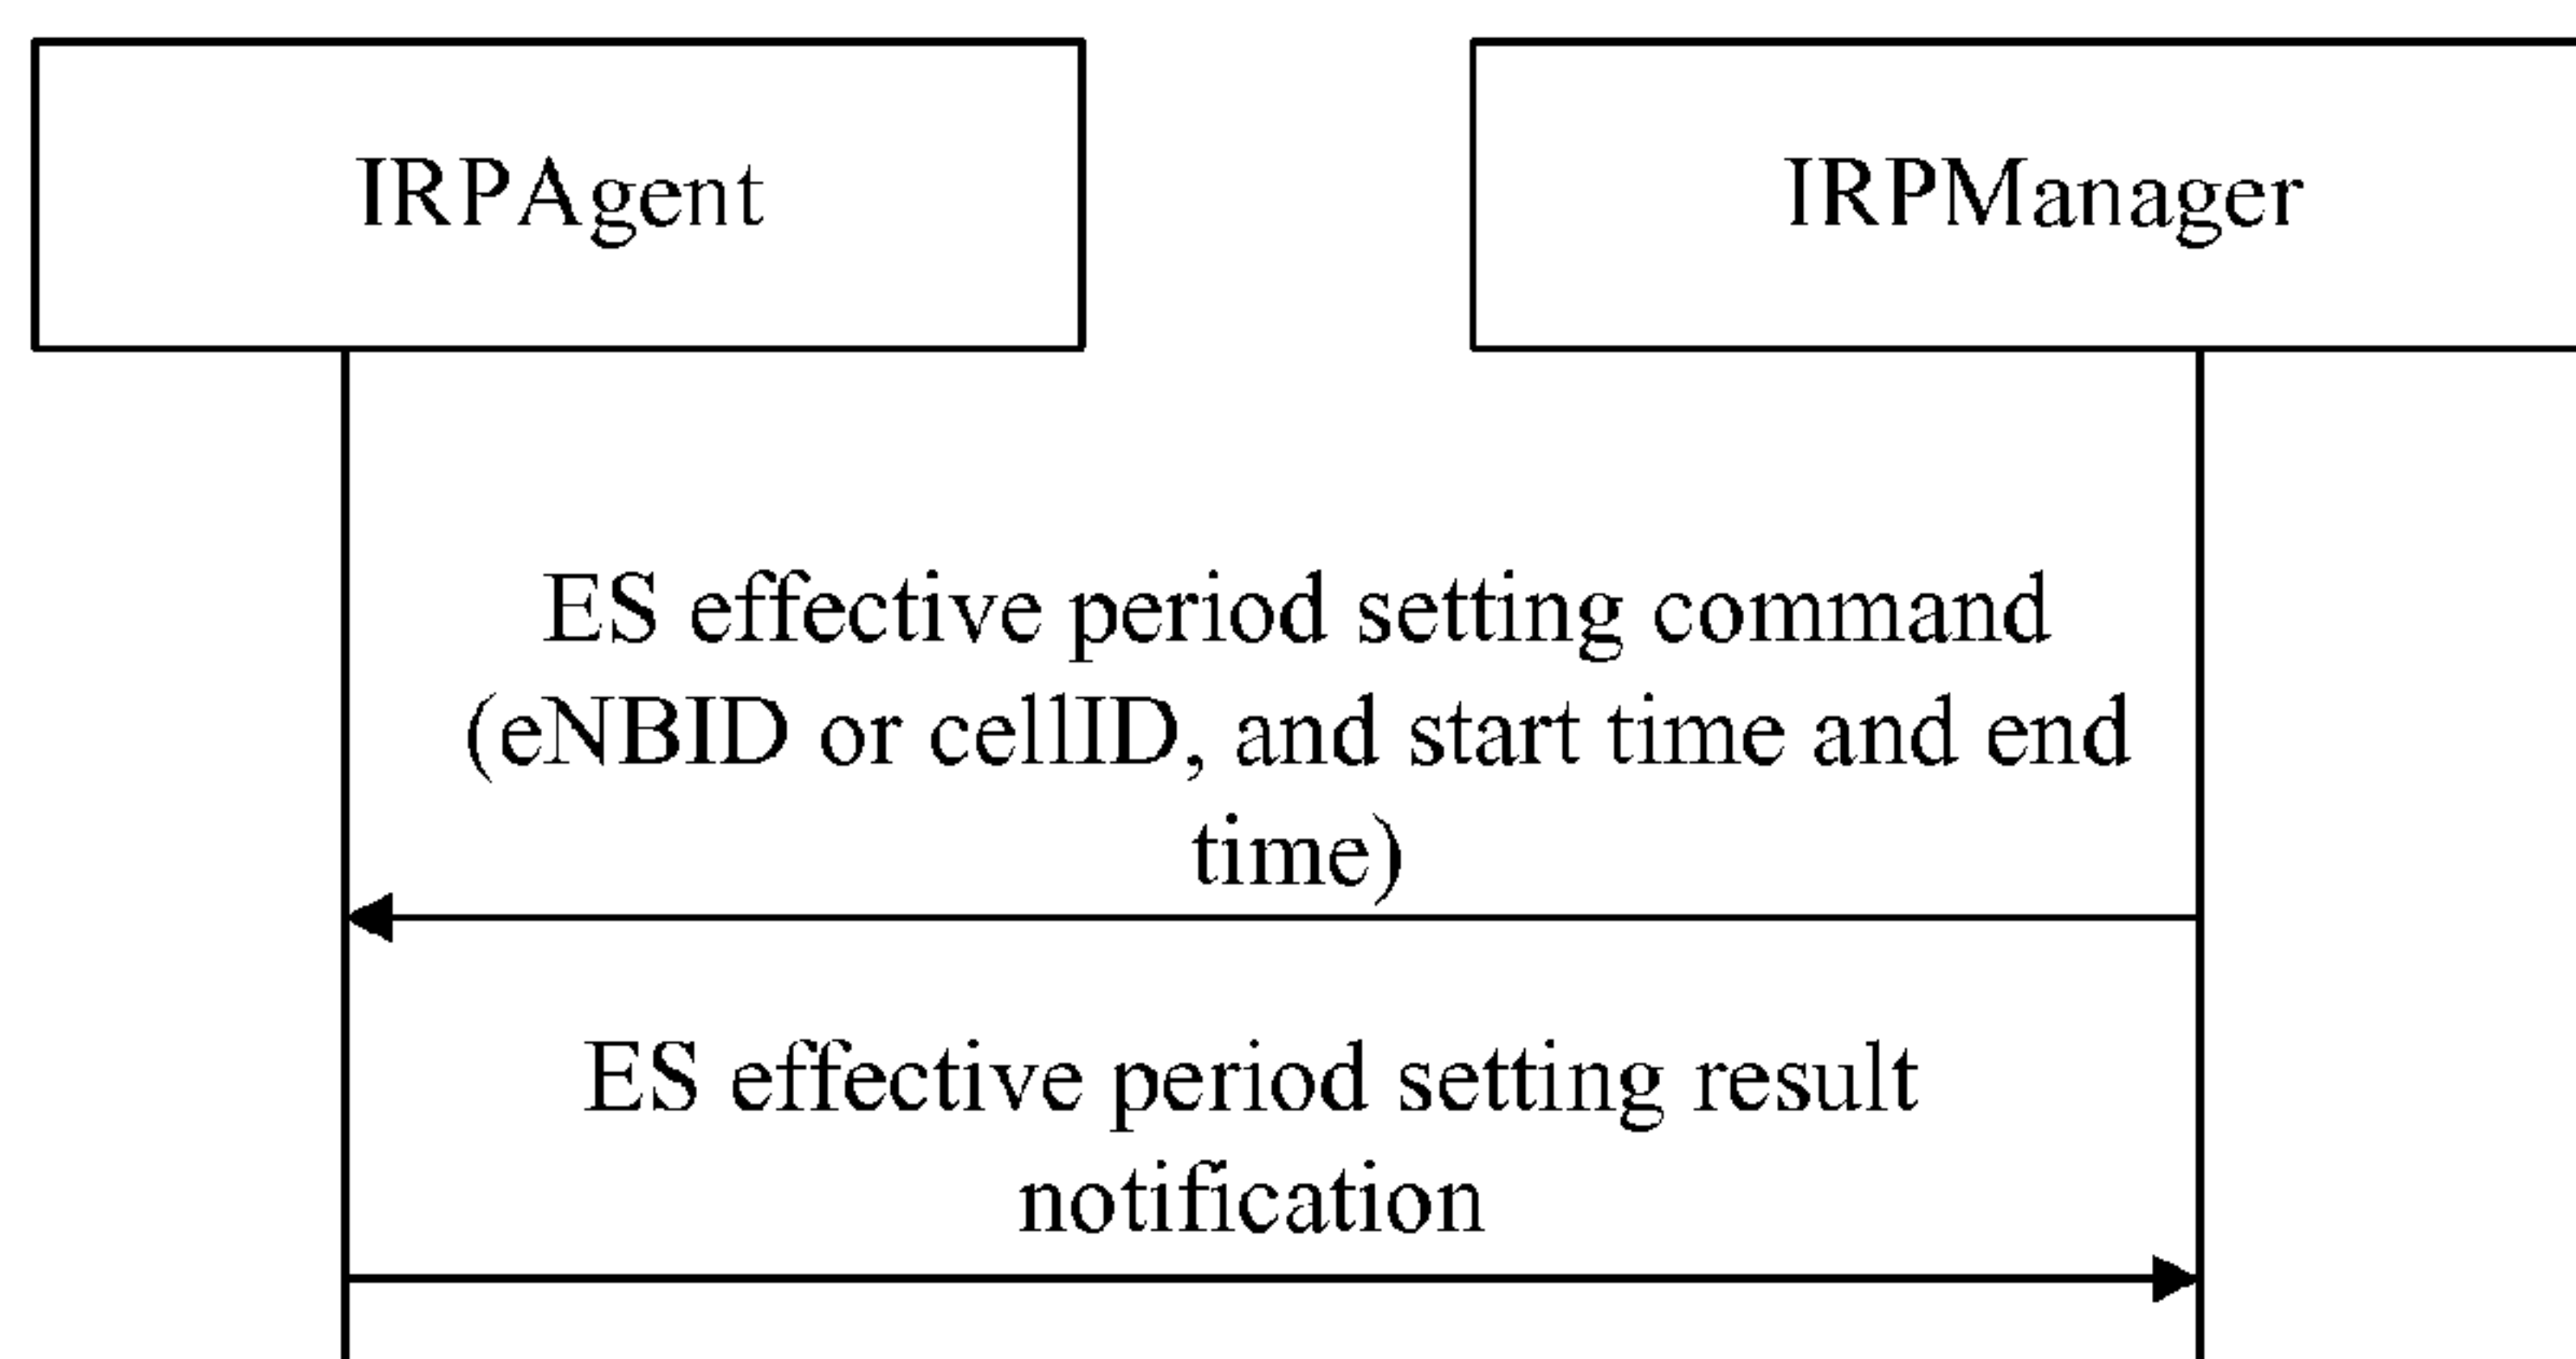 IRPAgent
IRPManager
ES effective period setting command
(eNBID or cellID, and start time and end
time)
ES effective period setting result
notification